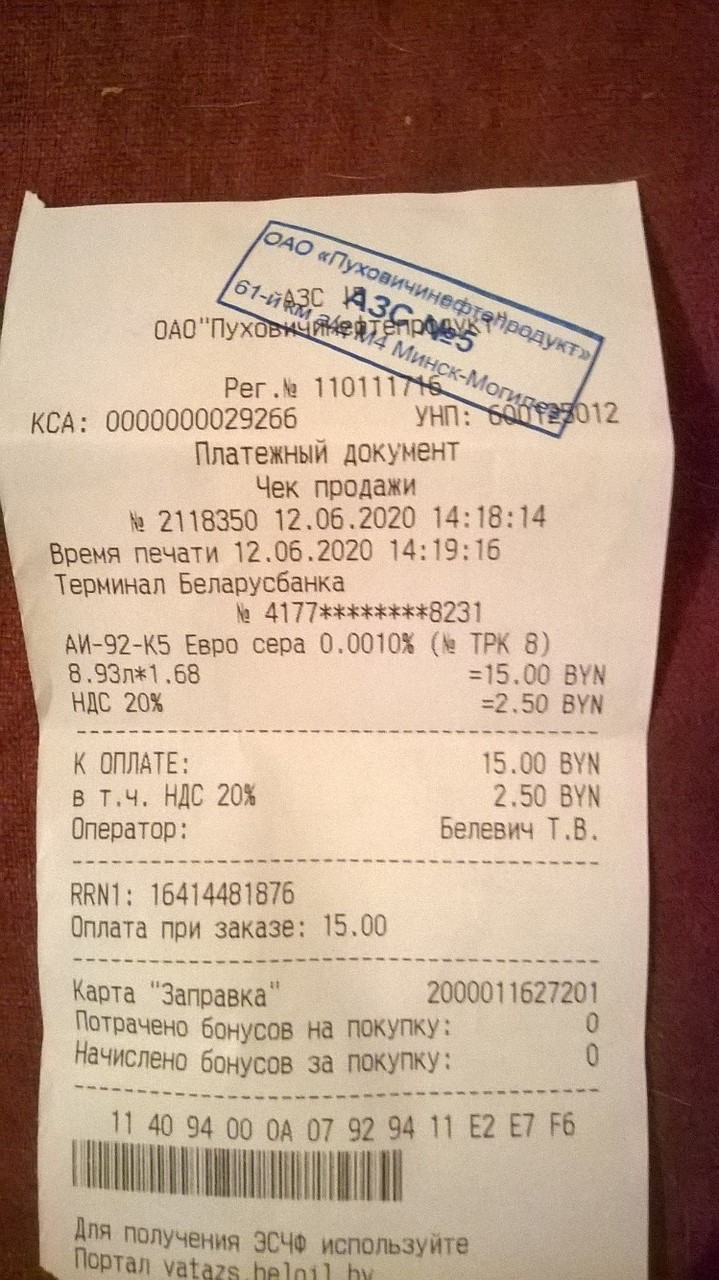 ОАО «Пуховичинефтепродукт»
АЗС №5
61-й км а/д М4 Минск-Могилев
АЗС
ОАО"Пуховичинефтепродукт"
Рег.№ 110111716
КСА: 0000000029266 УНП: 600125012
Платежный документ
Чек продажи
№ 2118350 12.06.2020 14:18:14
Время печати 12.06.2020 14:19:16
Терминал Беларусбанка
№ 4177********8231
АИ-92-К5 Евро сера 0.0010% (№ ТРК 8)
8.93л*1.68 =15.00 BYN
НДС 20% =2.50 BYN
К ОПЛАТЕ: 15.00 BYN
в т.ч. НДС 20% 2.50 BYN
Оператор: Белевич Т.В.
RRN1: 16414481876
Оплата при заказе: 15.00
Карта "Заправка" 2000011627201
Потрачено бонусов на покупку: 0
Начислено бонусов за покупку: 0
11 40 94 00 0A 07 92 94 11 E2 E7 F6
Для получения ЭСЧФ используйте
Портал vatazs.beloil.by